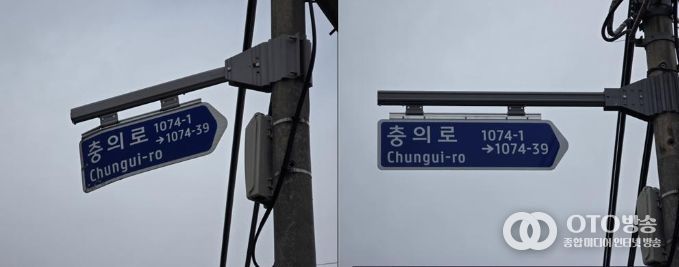 충의로 1074-1
Chungui-ro →1074-39
충의로 1074-1
Chungui-ro →1074-39
OTO방송
종합 미디어 인터넷 방송